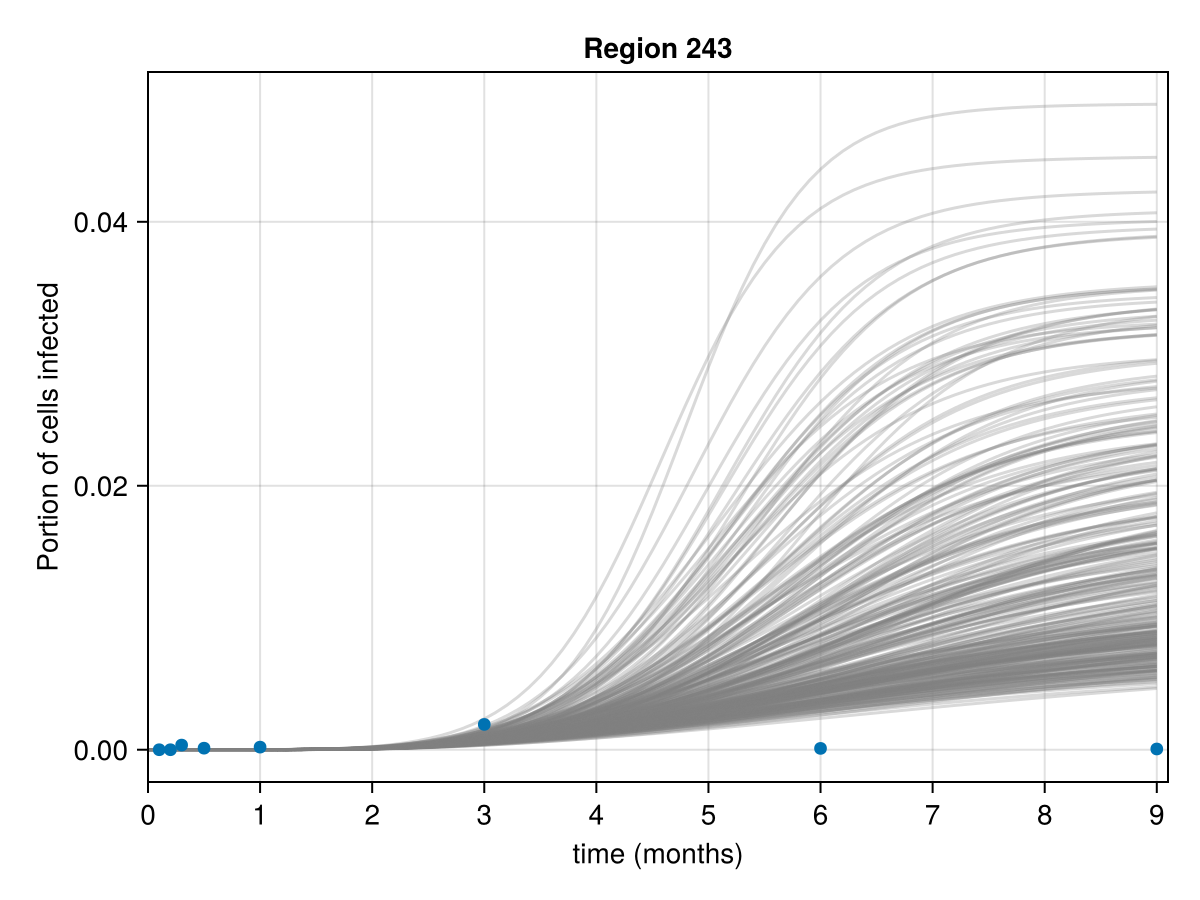 Region 243
Portion of cells infected
0.04
0.02
0.00
0 1 2 3 4 5 6 7 8 9
time (months)